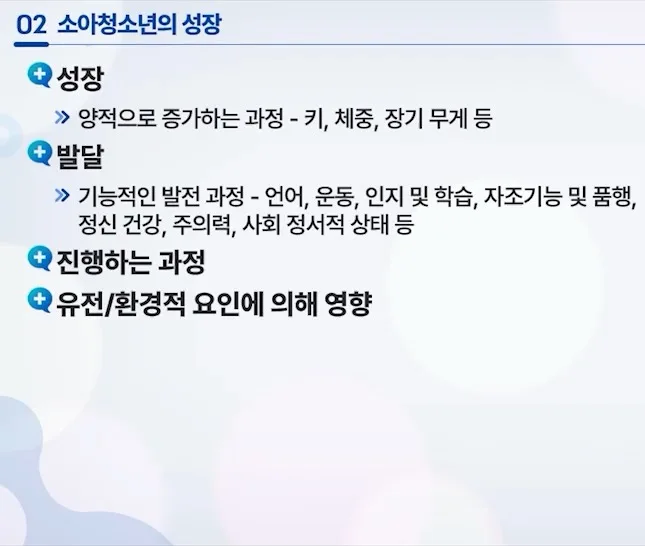 02 소아청소년의 성장
성장
양적으로 증가하는 과정 - 키, 체중, 장기 무게 등
발달
기능적인 발전 과정 - 언어, 운동, 인지 및 학습, 자조기능 및 품행,
정신 건강, 주의력, 사회 정서적 상태 등
진행하는 과정
유전/환경적 요인에 의해 영향